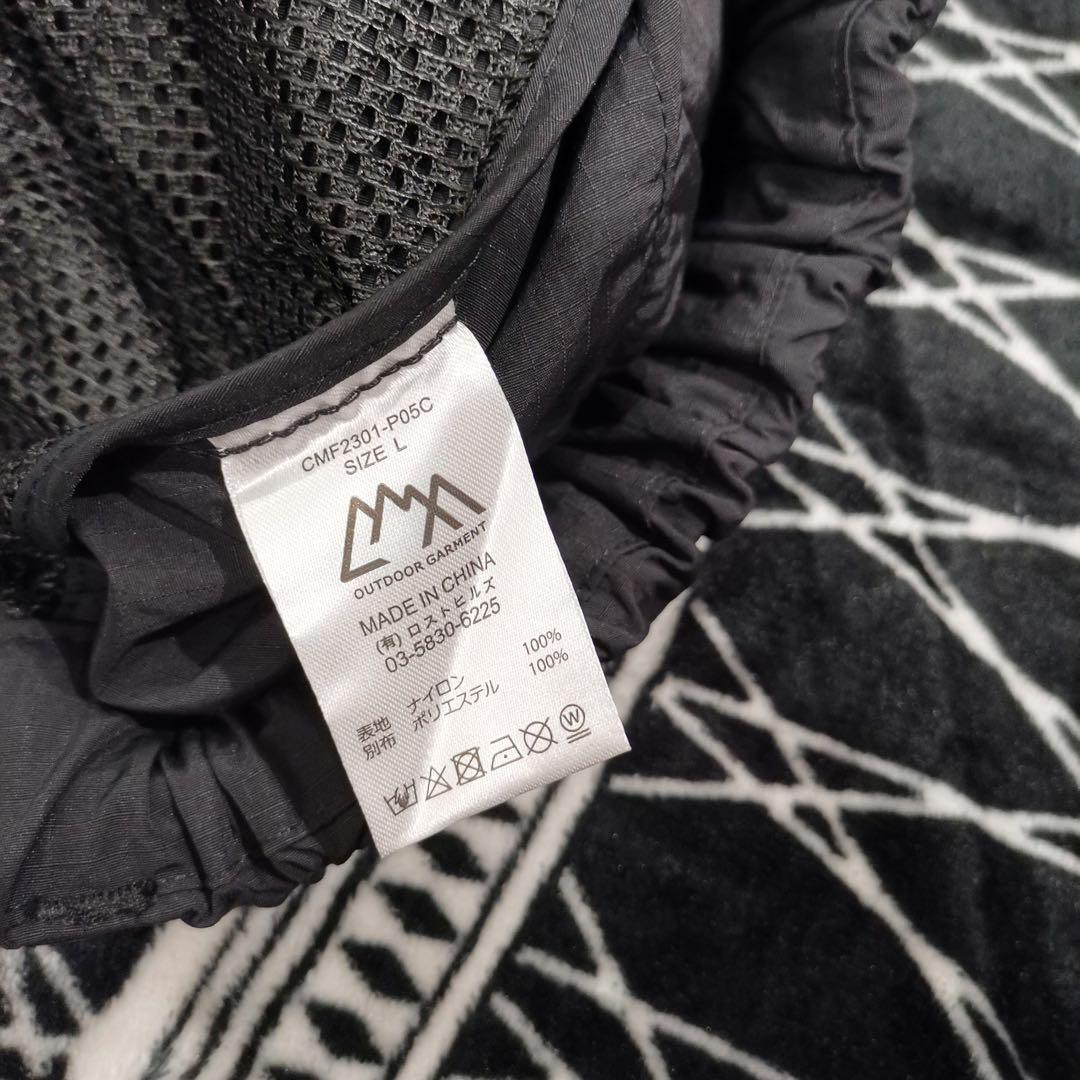 CMF2301-P05C
SIZE L
OUTDOOR GARMENT
MADE IN CHINA
(有) ロストヒルズ
03-5830-6225
表地 ナイロン 100%
別布 ポリエステル 100%
W